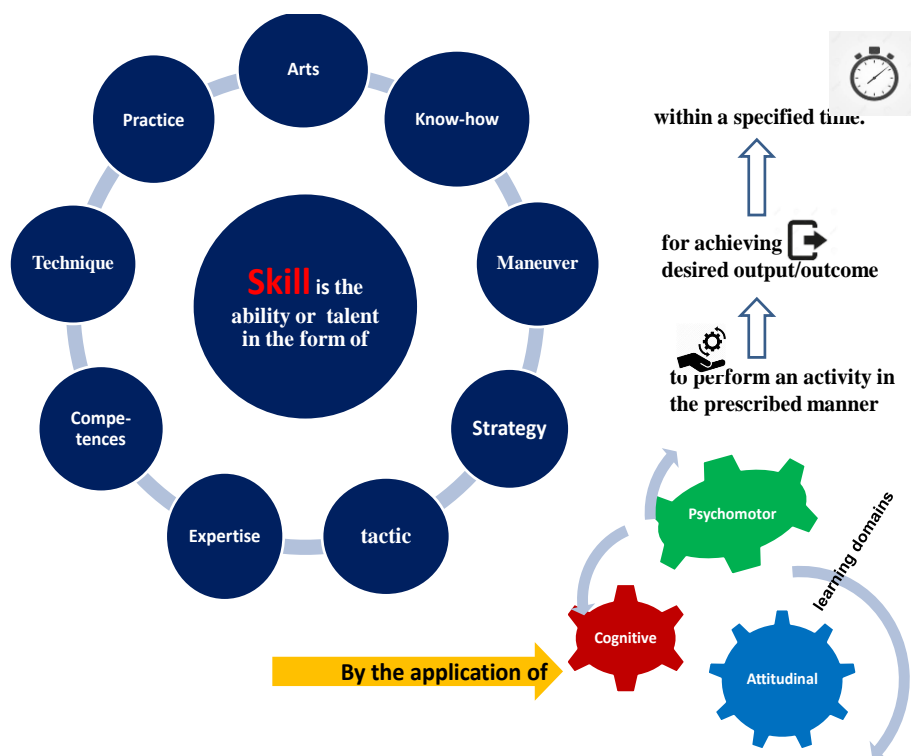 Skill is the
ability or talent
in the form of
Arts
Know-how
Maneuver
Strategy
tactic
Expertise
Compe-
tences
Technique
Practice
By the application of
Cognitive
Psychomotor
Attitudinal
learning domains
to perform an activity in
the prescribed manner
for achieving
desired output/outcome
within a specified time.